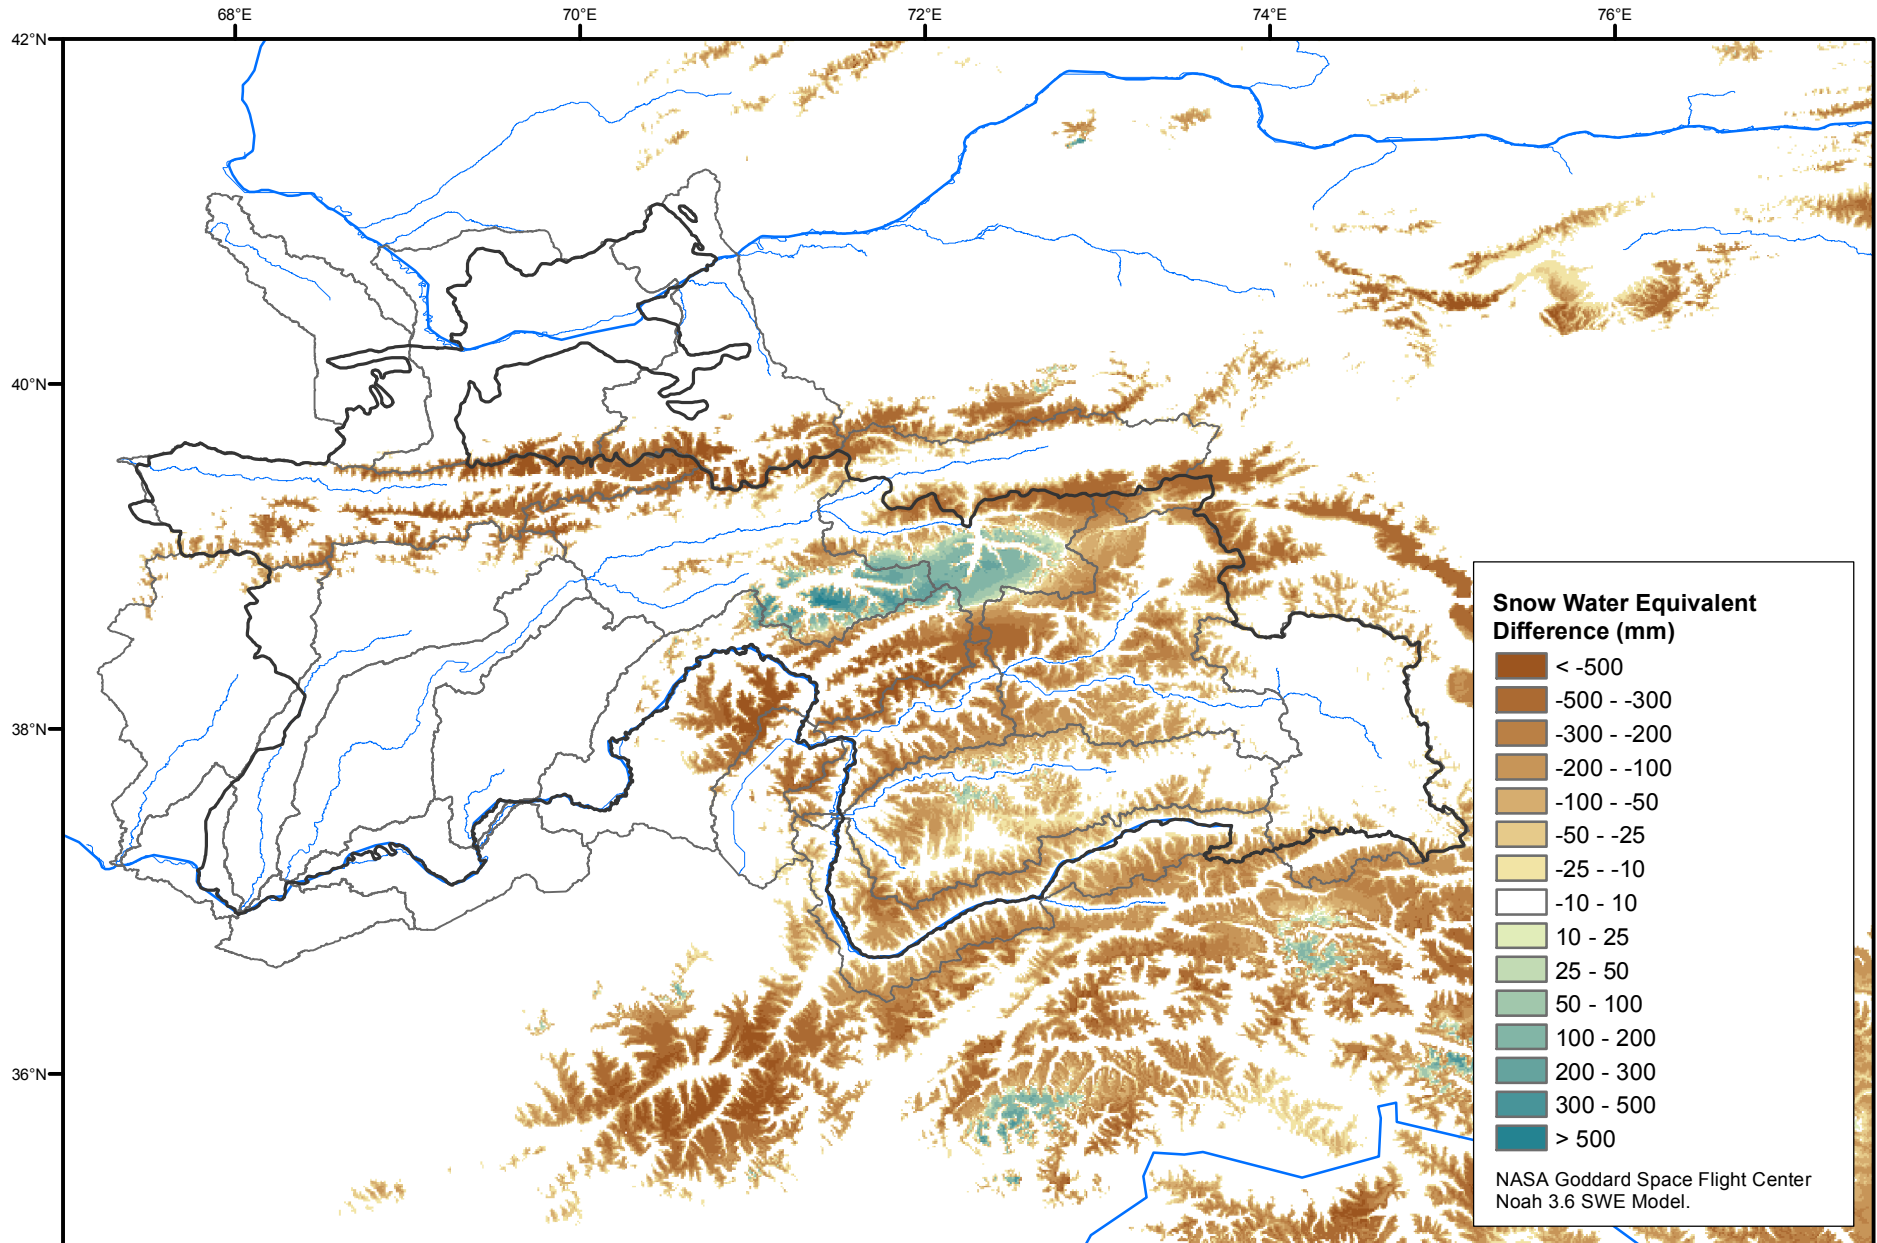 68°E 70°E 72°E 74°E 76°E
42°N
40°N
38°N
36°N
Snow Water Equivalent
Difference (mm)
< -500
-500 - -300
-300 - -200
-200 - -100
-100 - -50
-50 - -25
-25 - -10
-10 - 10
10 - 25
25 - 50
50 - 100
100 - 200
200 - 300
300 - 500
> 500
NASA Goddard Space Flight Center
Noah 3.6 SWE Model.